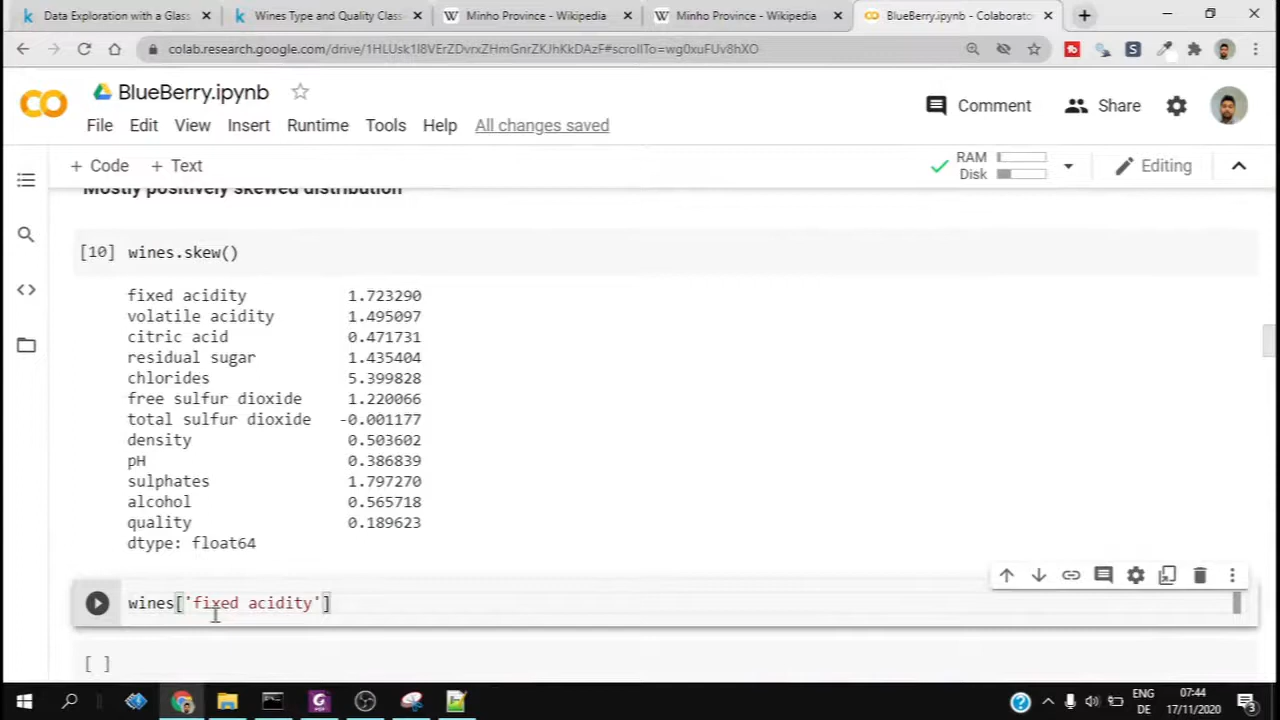 Data Exploration with a Glass
Wines Type and Quality Class
Minho Province - Wikipedia
Minho Province - Wikipedia
BlueBerry.ipynb - Colaborato
colab.research.google.com/drive/1HLUsk1I8VErZDvrxZHmGnrZKJhKkDAzF#scrollTo=wg0xuFUv8hXO
BlueBerry.ipynb
Comment
Share
File Edit View Insert Runtime Tools Help All changes saved
+ Code + Text
RAM
Disk
Editing
Mostly positively skewed distribution
[10] wines.skew()
fixed acidity 1.723290
volatile acidity 1.495097
citric acid 0.471731
residual sugar 1.435404
chlorides 5.399828
free sulfur dioxide 1.220066
total sulfur dioxide -0.001177
density 0.503602
pH 0.386839
sulphates 1.797270
alcohol 0.565718
quality 0.189623
dtype: float64
wines['fixed acidity']
[ ]
ENG
DE
07:44
17/11/2020